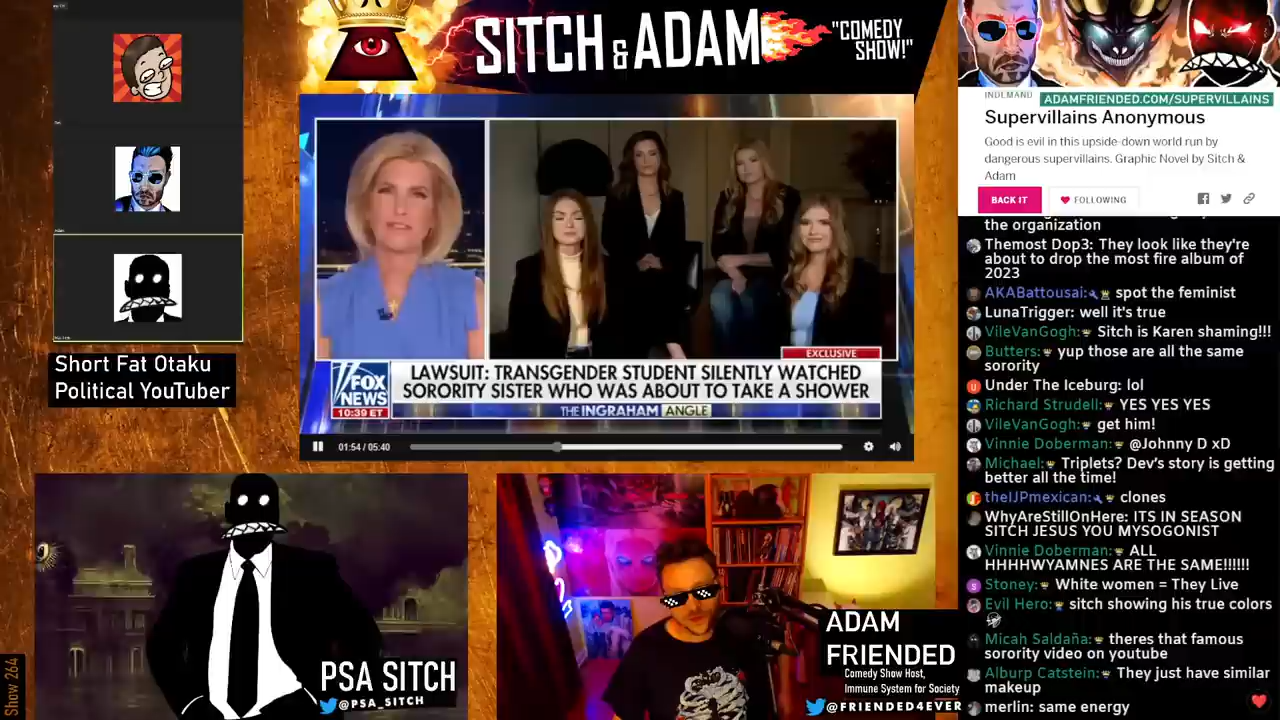 SITCH & ADAM
"COMEDY
SHOW!"
Short Fat Otaku
Political YouTuber
EXCLUSIVE
FOX
NEWS
10:39 ET
LAWSUIT: TRANSGENDER STUDENT SILENTLY WATCHED
SORORITY SISTER WHO WAS ABOUT TO TAKE A SHOWER
THE INGRAHAM ANGLE
01:54 / 05:40
Show 264
PSA SITCH
@PSA_SITCH
ADAM
FRIENDED
Comedy Show Host,
Immune System for Society
@FRIENDED4EVER
INDEMAND
ADAMFRIENDED.COM/SUPERVILLAINS
Supervillains Anonymous
Good is evil in this upside-down world run by
dangerous supervillains. Graphic Novel by Sitch &
Adam
BACK IT
FOLLOWING
the organization
Themost Dop3: They look like they're
about to drop the most fire album of
2023
AKABattousai: spot the feminist
LunaTrigger: well it's true
VileVanGogh: Sitch is Karen shaming!!!
Butters: yup those are all the same
sorority
Under The Iceburg: lol
Richard Strudell: YES YES YES
VileVanGogh: get him!
Vinnie Doberman: @Johnny D xD
Michael: Triplets? Dev's story is getting
better all the time!
theIJPmexican: clones
WhyAreStillOnHere: ITS IN SEASON
SITCH JESUS YOU MYSOGONIST
Vinnie Doberman: ALL
HHHHWYAMNES ARE THE SAME!!!!!!
Stoney: White women = They Live
Evil Hero: sitch showing his true colors
Micah Saldaña: theres that famous
sorority video on youtube
Alburp Catstein: They just have similar
makeup
merlin: same energy